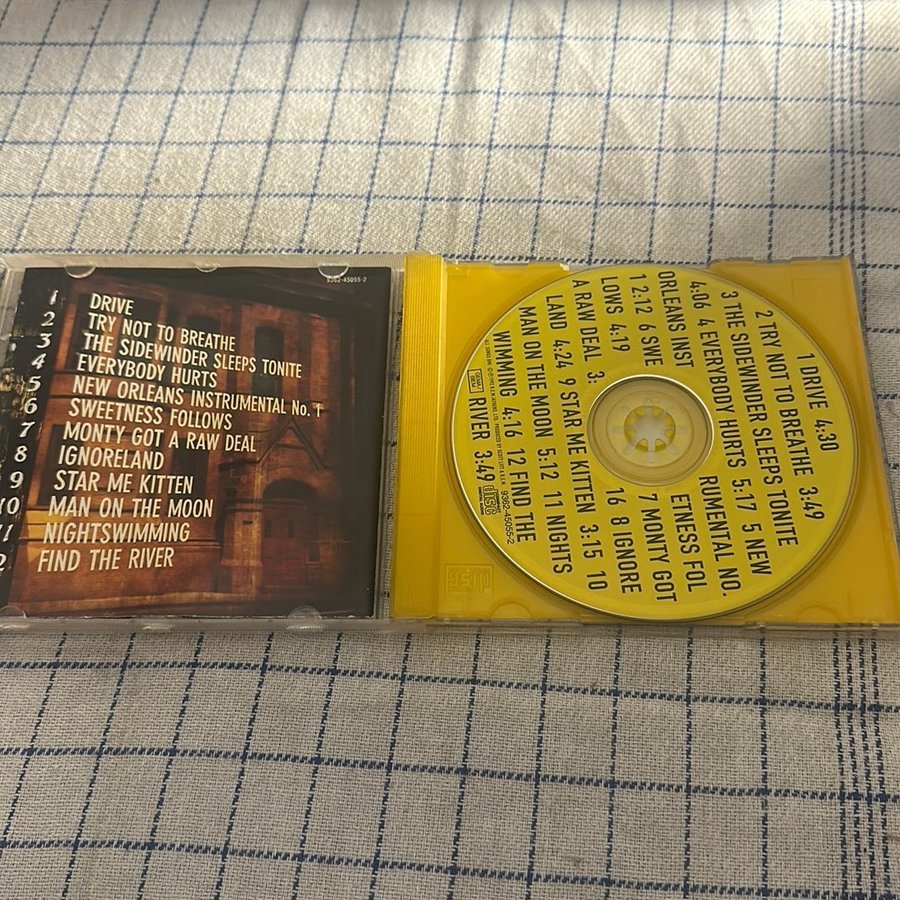 9362-45055-2
1 DRIVE
2 TRY NOT TO BREATHE
3 THE SIDEWINDER SLEEPS TONITE
4 EVERYBODY HURTS
5 NEW ORLEANS INSTRUMENTAL No. 1
6 SWEETNESS FOLLOWS
7 MONTY GOT A RAW DEAL
8 IGNORELAND
9 STAR ME KITTEN
10 MAN ON THE MOON
11 NIGHTSWIMMING
2 FIND THE RIVER
1 DRIVE 4.30
2 TRY NOT TO BREATHE 3:49
3 THE SIDEWINDER SLEEPS TONITE
4:06 4 EVERYBODY HURTS 5:17 5 NEW
ORLEANS INST RUMENTAL NO.
1 2:12 6 SWE ETNESS FOL
LOWS 4:19 7 MONTY GOT
A RAW DEAL 3: 16 8 IGNORE
LAND 4:24 9 STAR ME KITTEN 3:15 10
MAN ON THE MOON 5:12 11 NIGHTS
WIMMING 4:16 12 FIND THE
RIVER 3:49
9362-45055-2
COMPACT
disc
DIGITAL AUDIO
disc